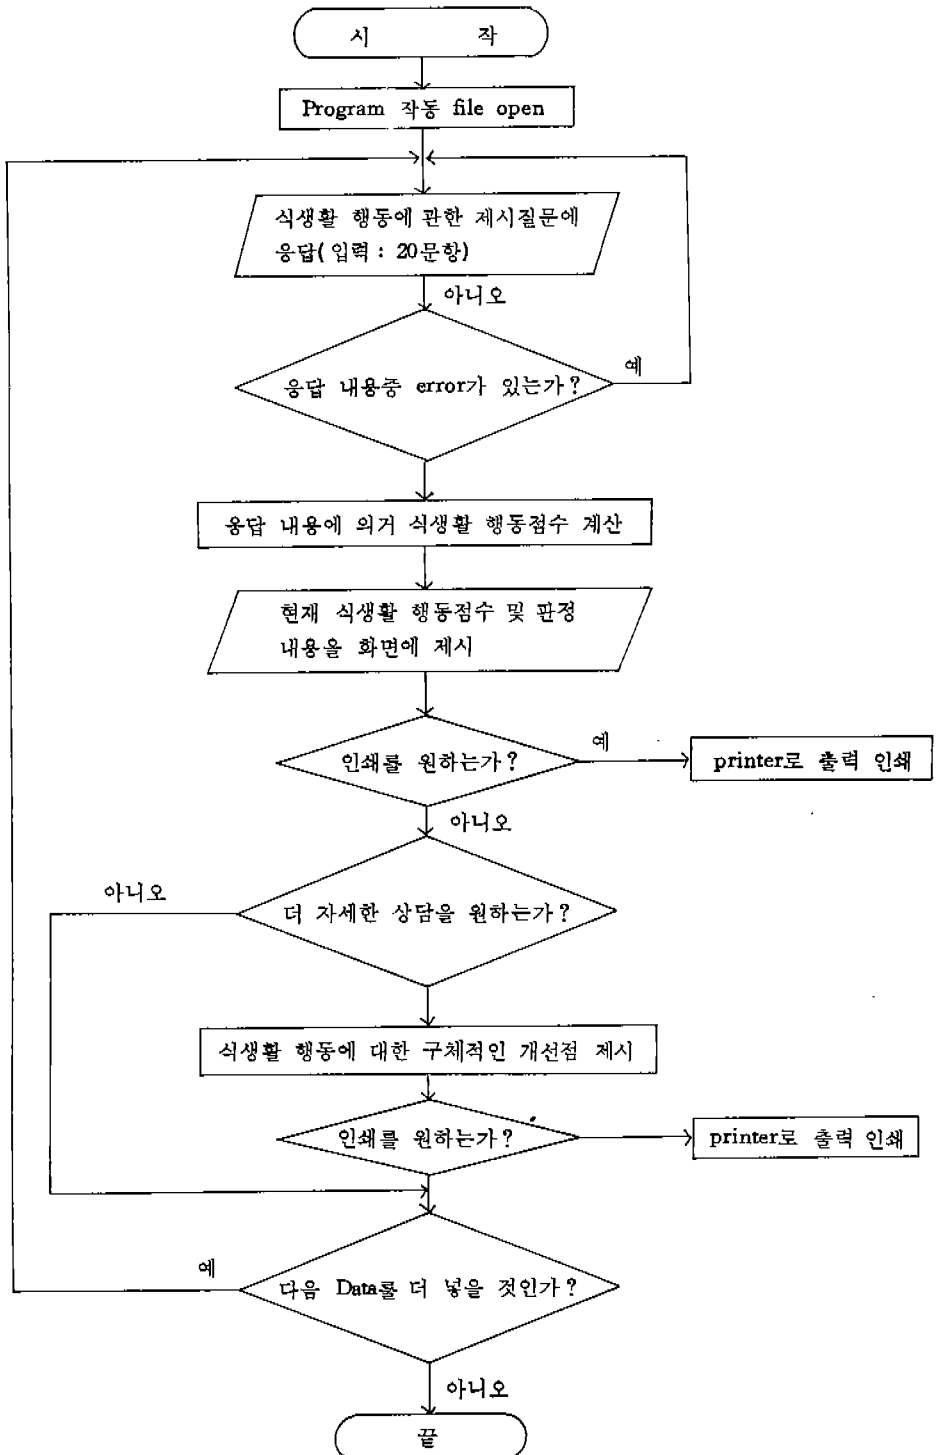 시 작
Program 작동 file open
식생활 행동에 관한 제시질문에
응답(입력 : 20문항)
아니오
응답 내용중 error가 있는가?
예
응답 내용에 의거 식생활 행동점수 계산
현재 식생활 행동점수 및 판정
내용을 화면에 제시
인쇄를 원하는가?
예
printer로 출력 인쇄
아니오
더 자세한 상담을 원하는가?
아니오
식생활 행동에 대한 구체적인 개선점 제시
인쇄를 원하는가?
printer로 출력 인쇄
예
다음 Data를 더 넣을 것인가?
아니오
끝